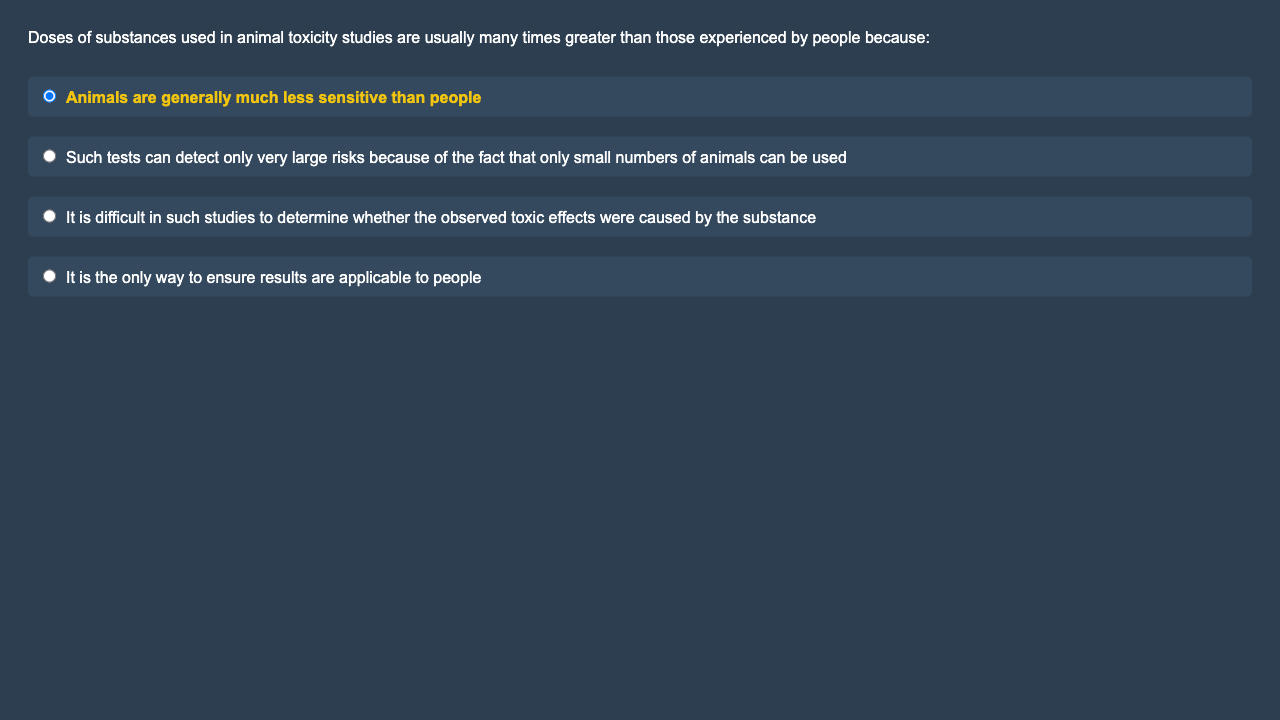 Doses of substances used in animal toxicity studies are usually many times greater than those experienced by people because:
Animals are generally much less sensitive than people
Such tests can detect only very large risks because of the fact that only small numbers of animals can be used
It is difficult in such studies to determine whether the observed toxic effects were caused by the substance
It is the only way to ensure results are applicable to people